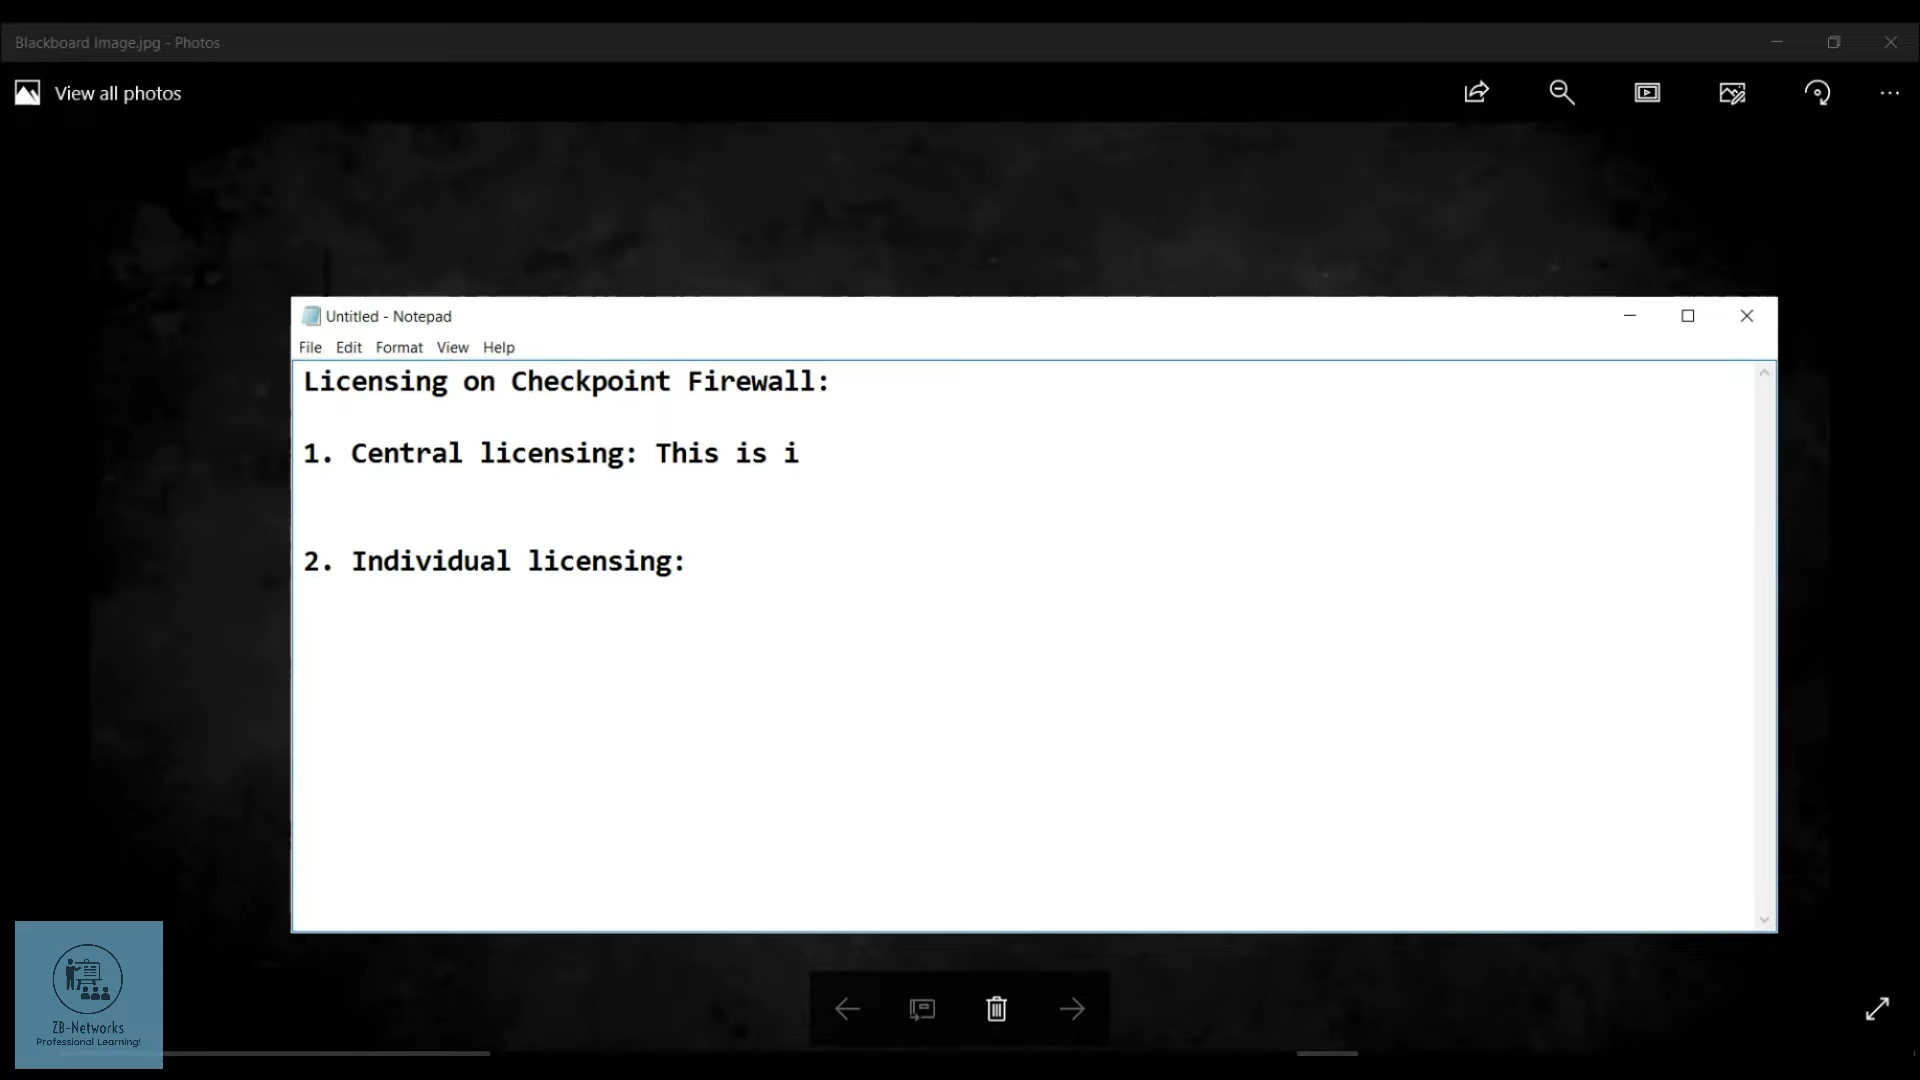 Blackboard Image.jpg - Photos
View all photos
Untitled - Notepad
File Edit Format View Help
Licensing on Checkpoint Firewall:
1. Central licensing: This is i
2. Individual licensing:
ZB-Networks
Professional Learning!